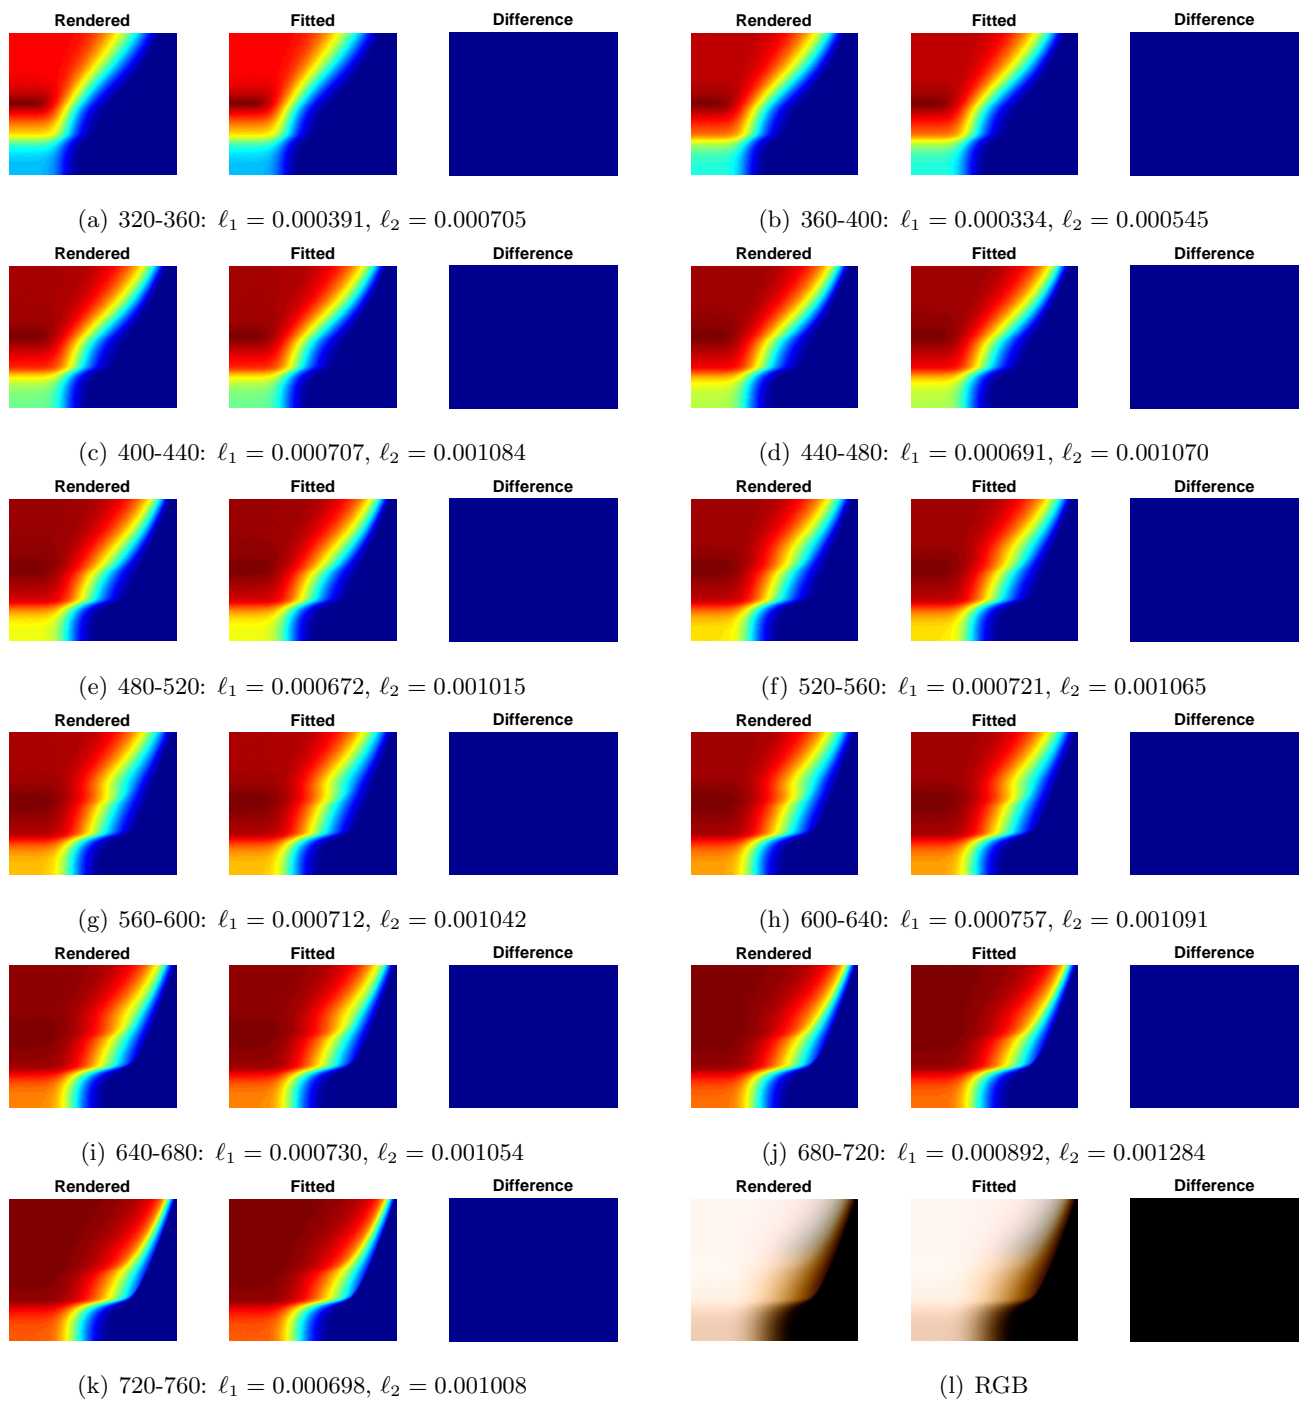 Rendered Fitted Difference Rendered Fitted Difference
(a) 320-360: ℓ1 = 0.000391, ℓ2 = 0.000705 (b) 360-400: ℓ1 = 0.000334, ℓ2 = 0.000545
Rendered Fitted Difference Rendered Fitted Difference
(c) 400-440: ℓ1 = 0.000707, ℓ2 = 0.001084 (d) 440-480: ℓ1 = 0.000691, ℓ2 = 0.001070
Rendered Fitted Difference Rendered Fitted Difference
(e) 480-520: ℓ1 = 0.000672, ℓ2 = 0.001015 (f) 520-560: ℓ1 = 0.000721, ℓ2 = 0.001065
Rendered Fitted Difference Rendered Fitted Difference
(g) 560-600: ℓ1 = 0.000712, ℓ2 = 0.001042 (h) 600-640: ℓ1 = 0.000757, ℓ2 = 0.001091
Rendered Fitted Difference Rendered Fitted Difference
(i) 640-680: ℓ1 = 0.000730, ℓ2 = 0.001054 (j) 680-720: ℓ1 = 0.000892, ℓ2 = 0.001284
Rendered Fitted Difference Rendered Fitted Difference
(k) 720-760: ℓ1 = 0.000698, ℓ2 = 0.001008 (l) RGB